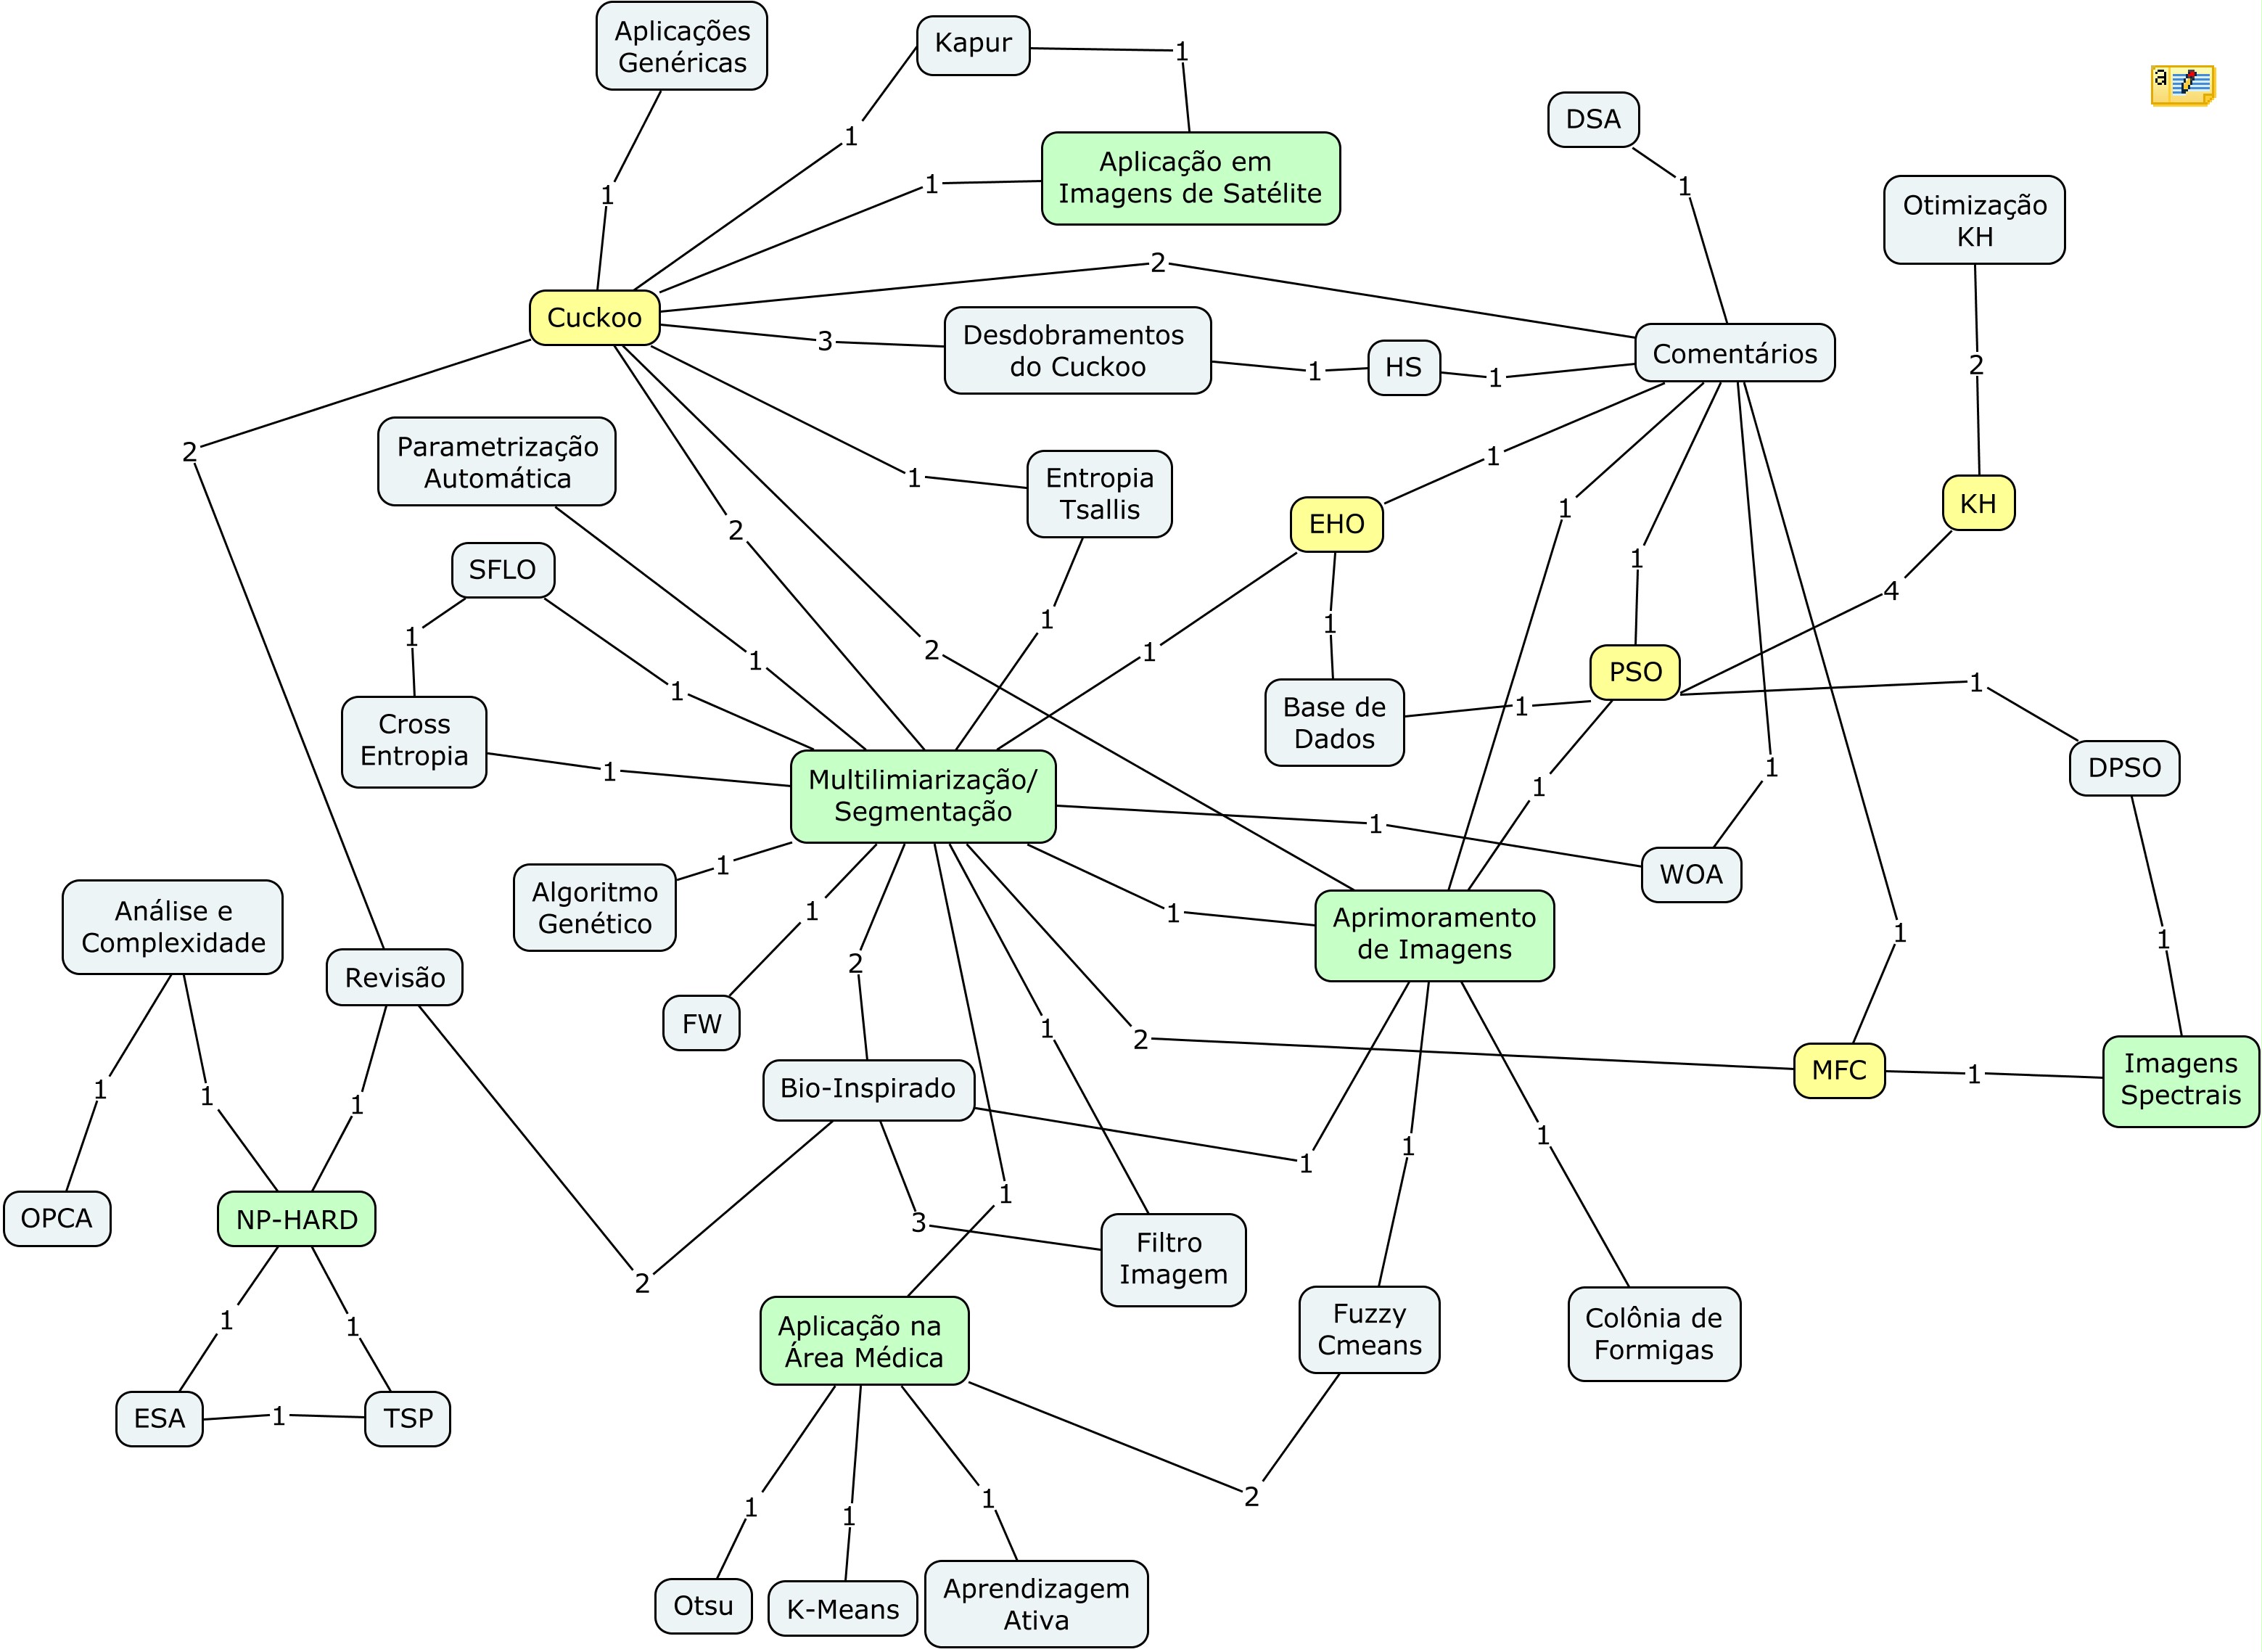 Aplicações
Genéricas
Kapur
1
a
1
DSA
1
Aplicação em
Imagens de Satélite
1
1
1
Otimização
KH
2
Cuckoo
3
Desdobramentos
do Cuckoo
1
HS
1
Comentários
2
2
Parametrização
Automática
1
Entropia
Tsallis
1
1
EHO
KH
2
1
SFLO
1
1
2
1
1
1
4
1
PSO
1
Cross
Entropia
1
Base de
Dados
1
1
DPSO
Multilimiarização/
Segmentação
1
1
1
1
Algoritmo
Genético
WOA
Análise e
Complexidade
1
1
Aprimoramento
de Imagens
1
1
Revisão
2
FW
1
2
Bio-Inspirado
MFC
1
Imagens
Spectrais
1
1
1
1
1
1
1
OPCA
NP-HARD
3
Filtro
Imagem
2
1
1
Aplicação na
Área Médica
Fuzzy
Cmeans
Colônia de
Formigas
ESA
1
TSP
1
1
1
2
Otsu
K-Means
Aprendizagem
Ativa